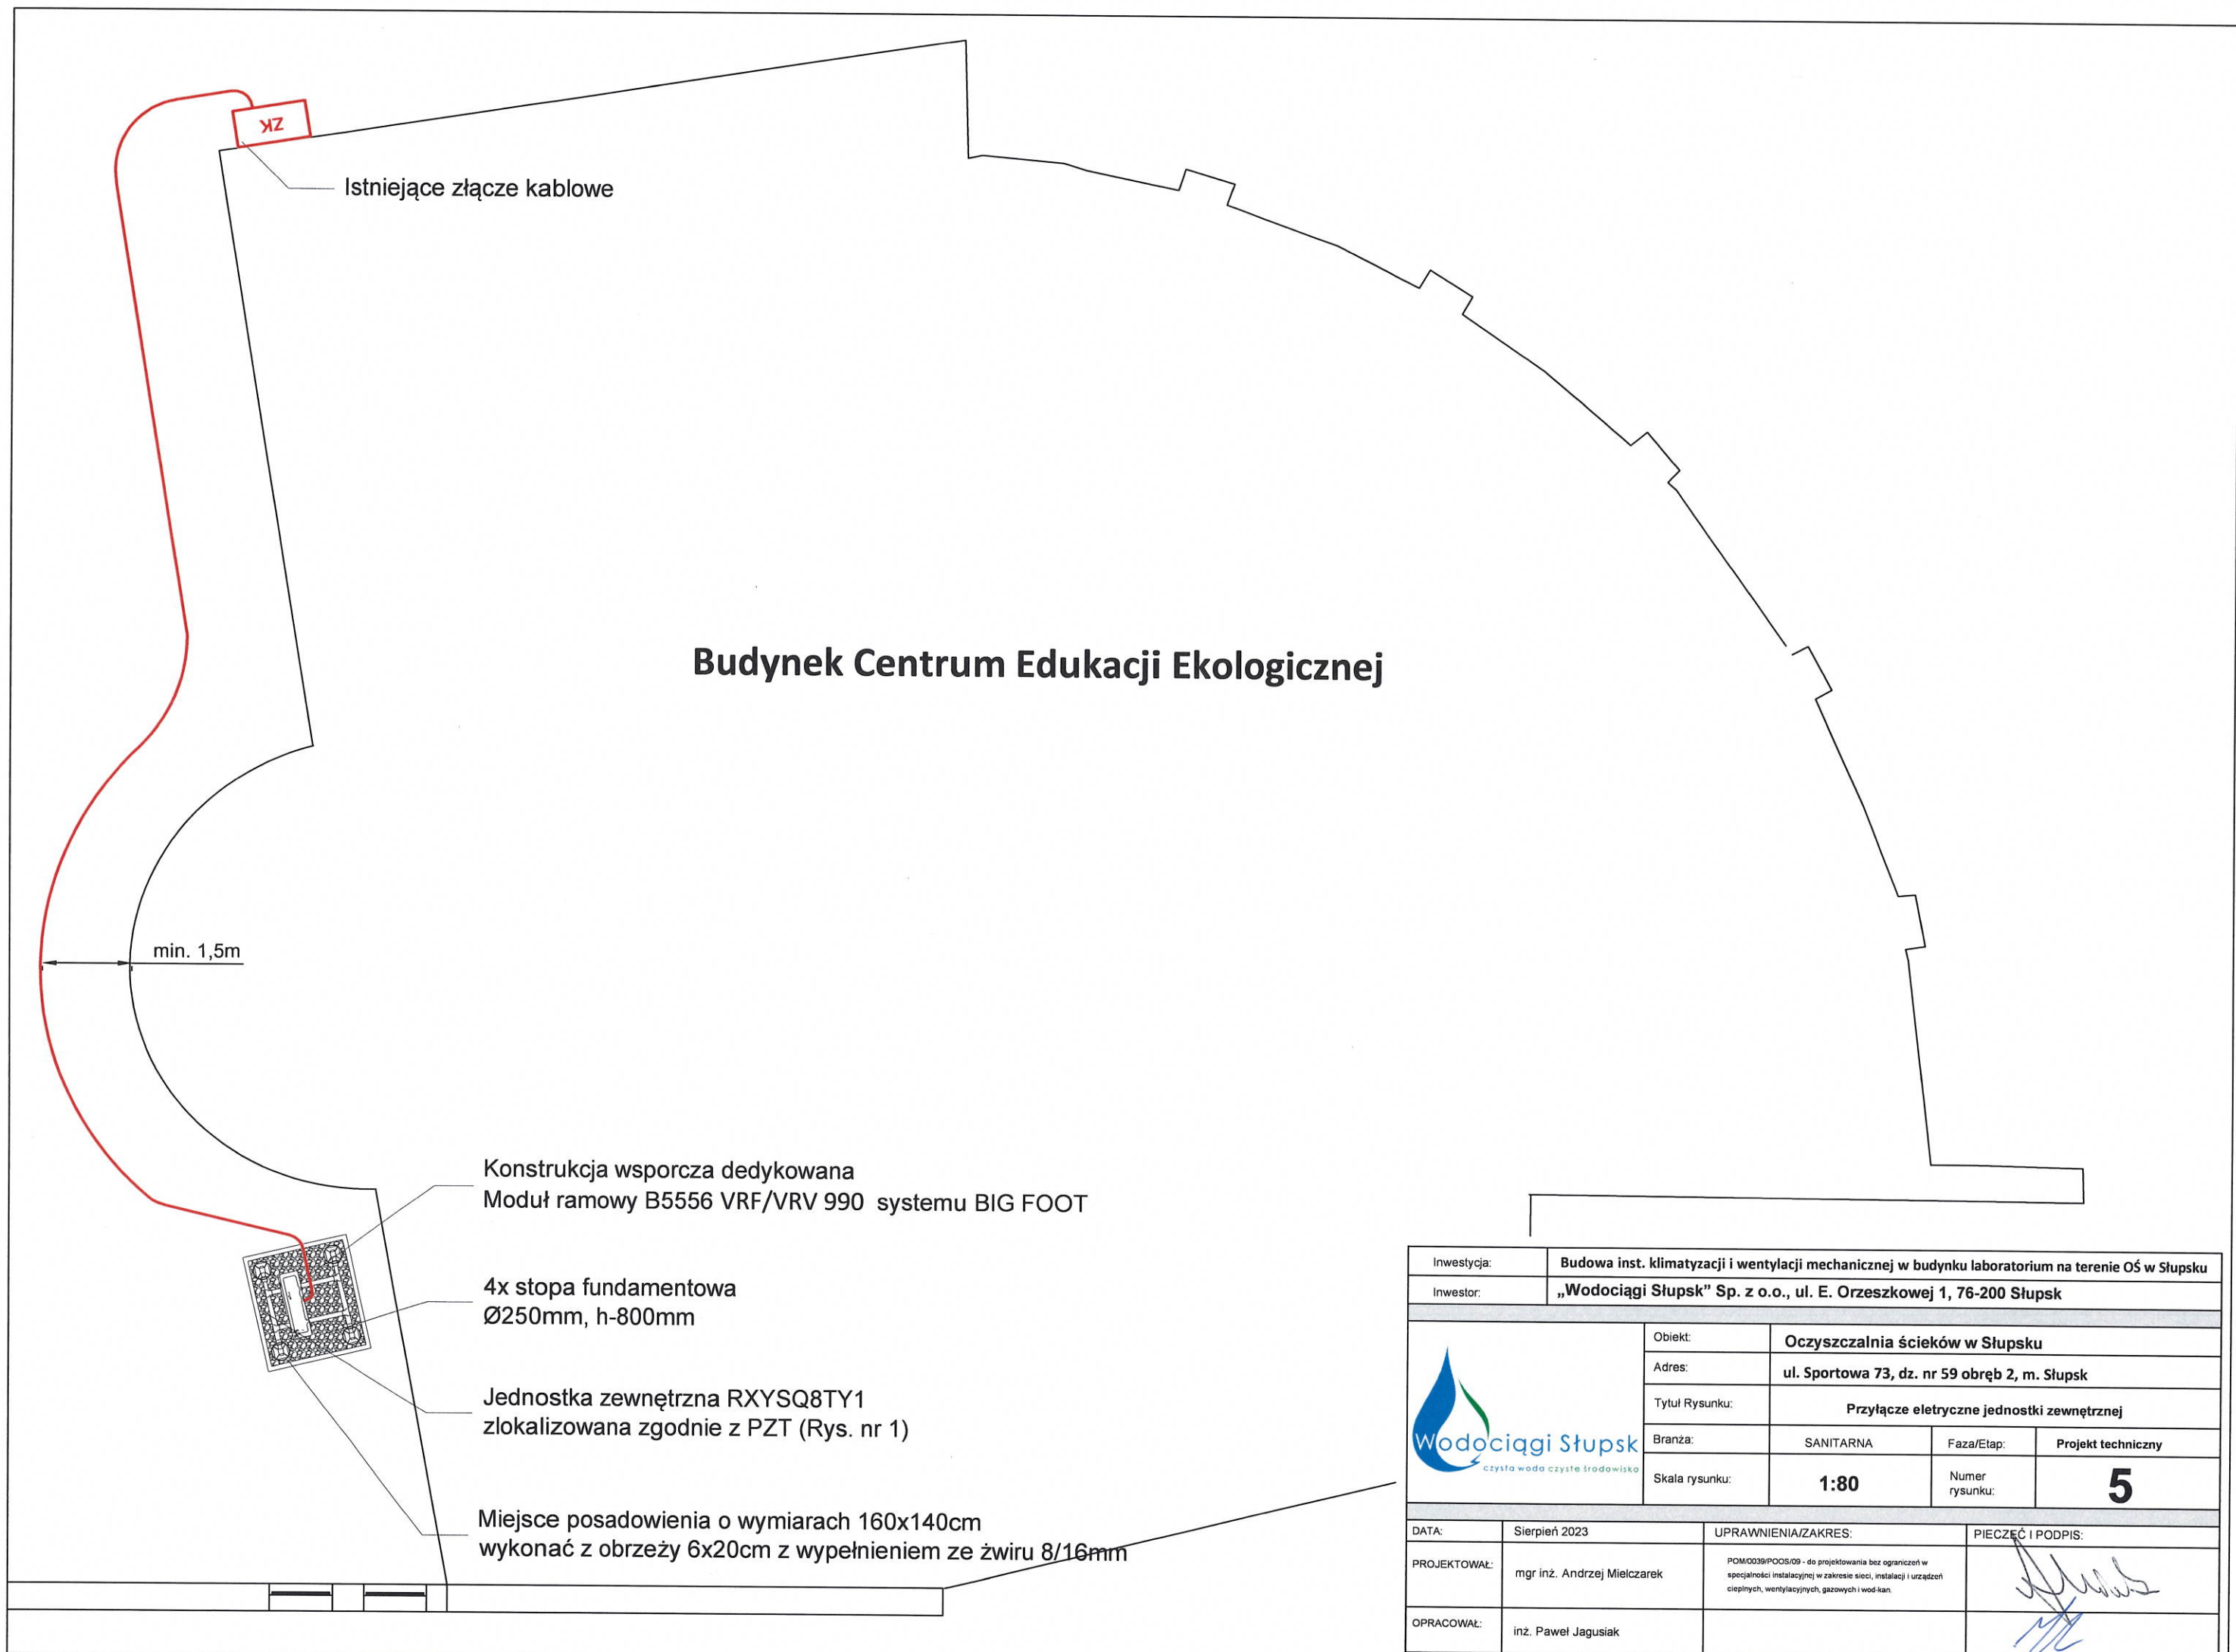 ZK
Istniejące złącze kablowe
Budynek Centrum Edukacji Ekologicznej
min. 1,5m
Konstrukcja wsporcza dedykowana
Moduł ramowy B5556 VRF/VRV 990 systemu BIG FOOT
4x stopa fundamentowa
Ø250mm, h-800mm
Jednostka zewnętrzna RXYSQ8TY1
zlokalizowana zgodnie z PZT (Rys. nr 1)
Miejsce posadowienia o wymiarach 160x140cm
wykonać z obrzeży 6x20cm z wypełnieniem ze żwiru 8/16mm
Inwestycja: Budowa inst. klimatyzacji i wentylacji mechanicznej w budynku laboratorium na terenie OŚ w Słupsku
Inwestor: „Wodociągi Słupsk” Sp. z o.o., ul. E. Orzeszkowej 1, 76-200 Słupsk
Wodociągi Słupsk
czysta woda czyste środowisko
Obiekt: Oczyszczalnia ścieków w Słupsku
Adres: ul. Sportowa 73, dz. nr 59 obręb 2, m. Słupsk
Tytuł Rysunku: Przyłącze eletryczne jednostki zewnętrznej
Branża: SANITARNA Faza/Etap: Projekt techniczny
Skala rysunku: 1:80 Numer rysunku: 5
DATA: Sierpień 2023 UPRAWNIENIA/ZAKRES: PIECZĘĆ I PODPIS:
PROJEKTOWAŁ: mgr inż. Andrzej Mielczarek
POM/0039/POOS/09 - do projektowania bez ograniczeń w
specjalności instalacyjnej w zakresie sieci, instalacji i urządzeń
cieplnych, wentylacyjnych, gazowych i wod-kan.
OPRACOWAŁ: inż. Paweł Jagusiak